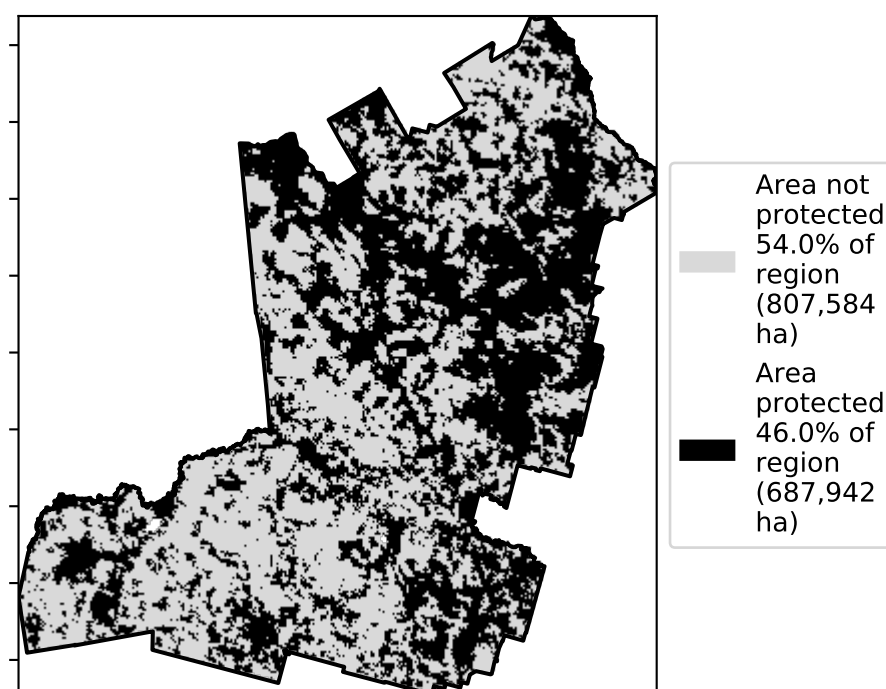 Area not
protected
54.0% of
region
(807,584
ha)
Area
protected
46.0% of
region
(687,942
ha)